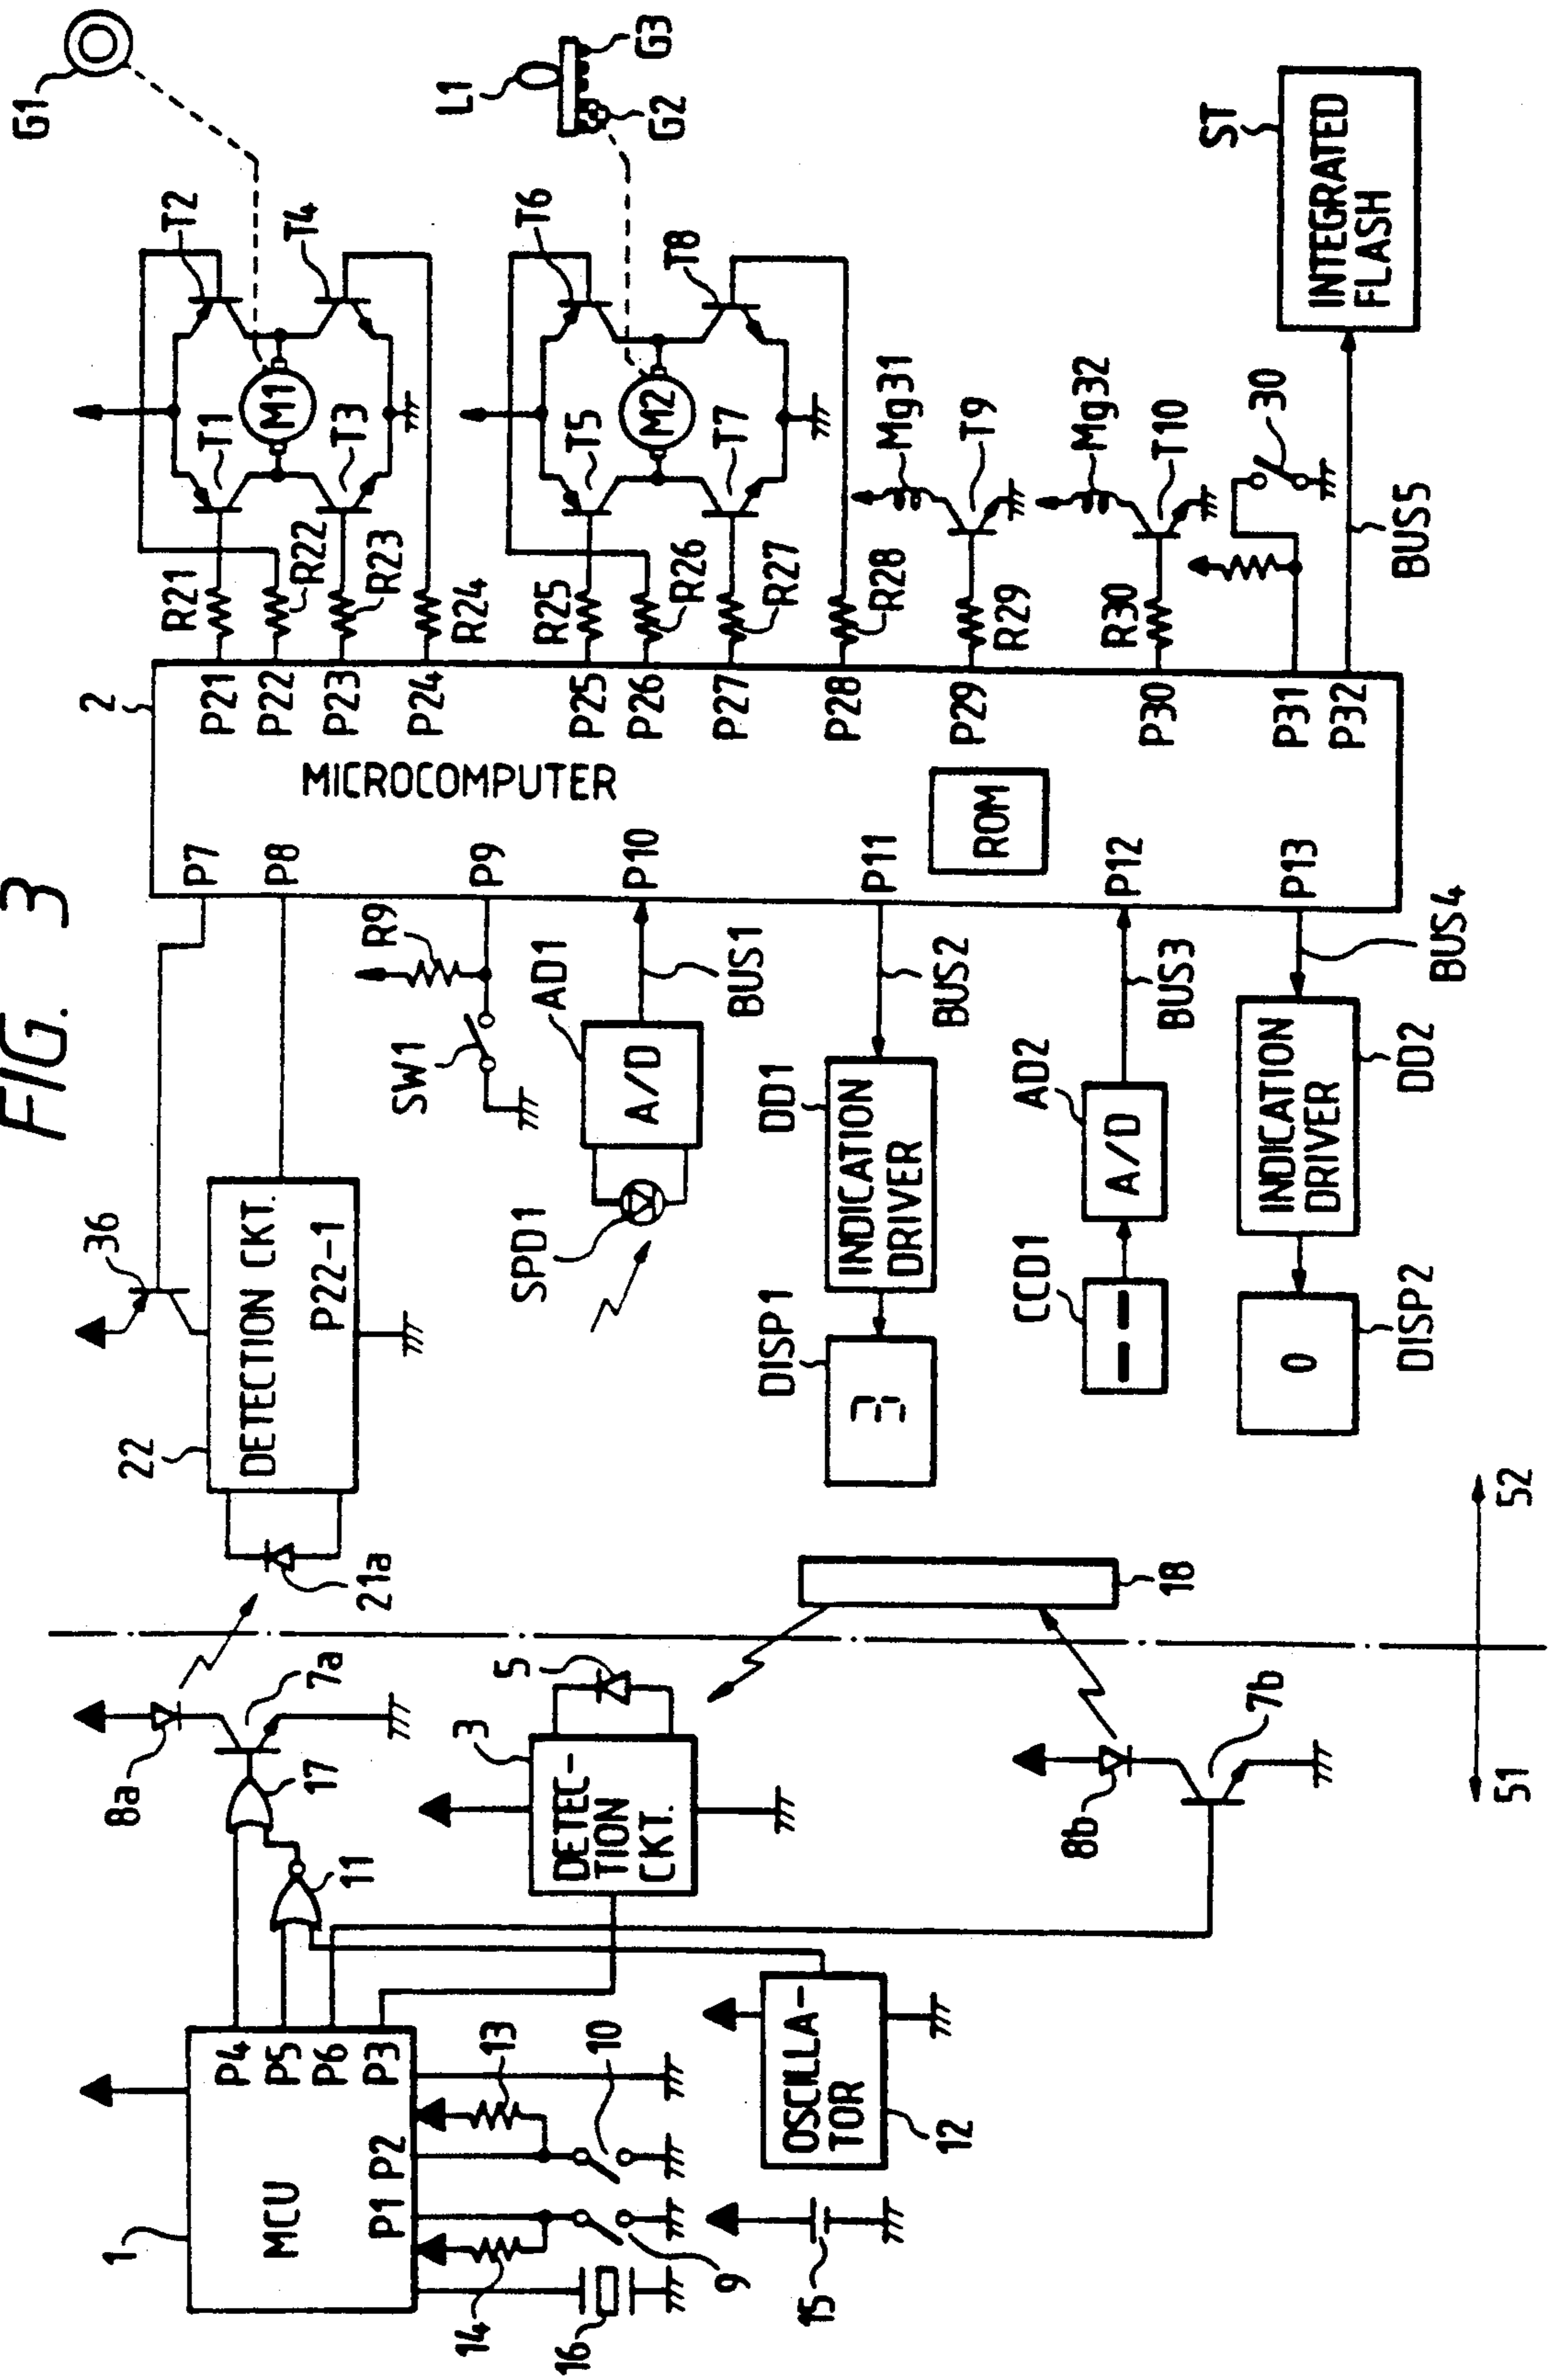 FIG. 3
G1
L1
G3
G2
T2
T4
T1
M1
T3
T6
T8
T5
M2
T7
Mg31
T9
Mg32
T10
30
ST
INTEGRATED
FLASH
BUS5
R21
R22
R23
R24
R25
R26
R27
R28
R29
R30
2
P21
P22
P23
P24
P25
P26
P27
P28
P29
P30
P31
P32
MICROCOMPUTER
ROM
P7
P8
P9
P10
P11
P12
P13
36
22
DETECTION CKT.
P22-1
21a
R9
SW1
AD1
A/D
BUS1
SPD1
DD1
INDICATION
DRIVER
BUS2
DISP1
3
AD2
A/D
BUS3
CCD1
INDICATION
DRIVER
BUS4
DD2
0
DISP2
52
51
18
8a
7a
17
11
5
3
DETEC-
TION
CKT.
8b
7b
1
MCU
P4
P5
P6
P3
P2
P1
13
10
14
9
16
15
OSCILLA-
TOR
12